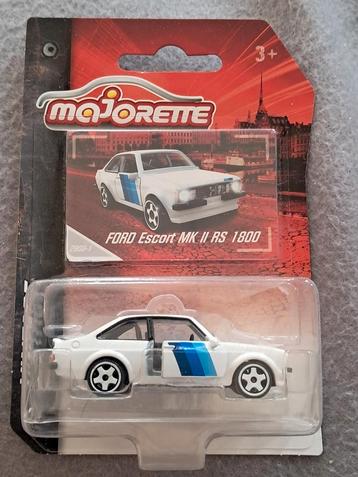 3+
majORETTE
FORD Escort MK II RS 1800